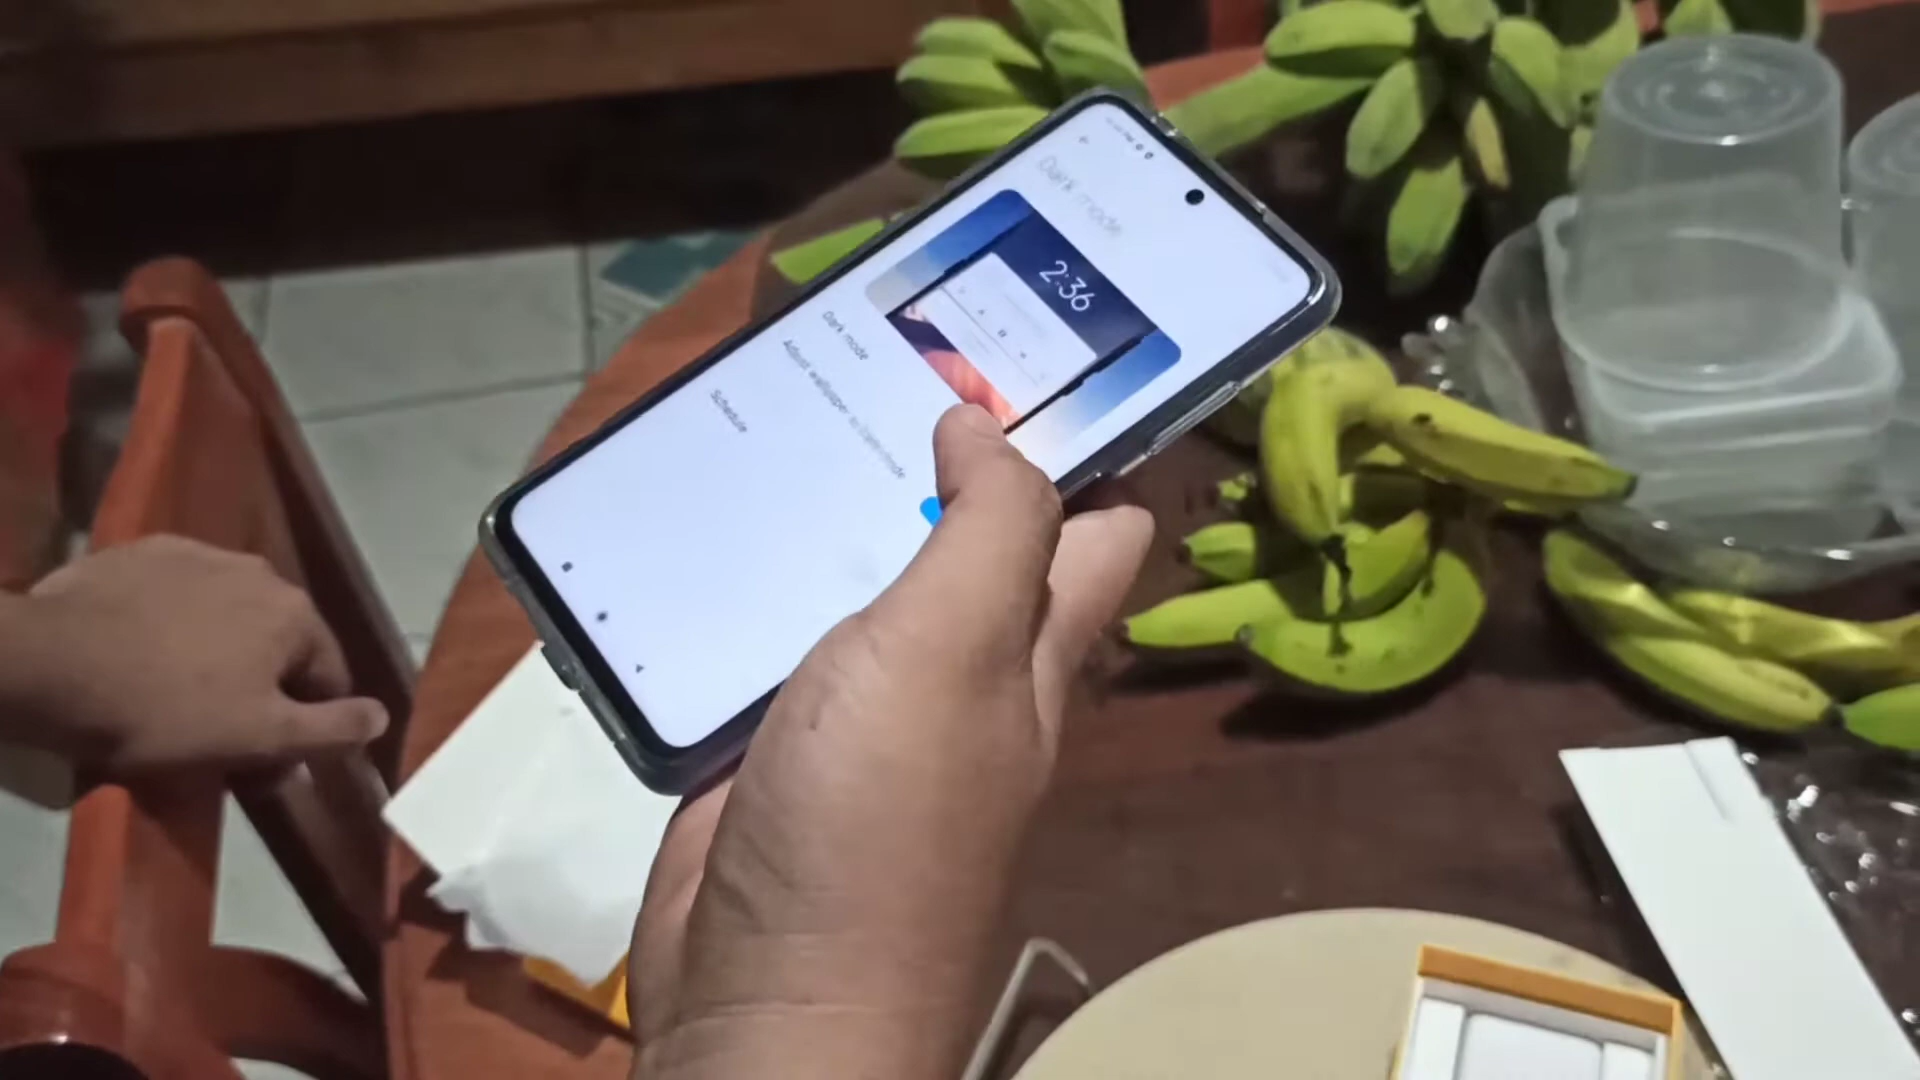 Dark mode
2:36
Dark mode
Adjust wallpaper to Dark mode
Schedule